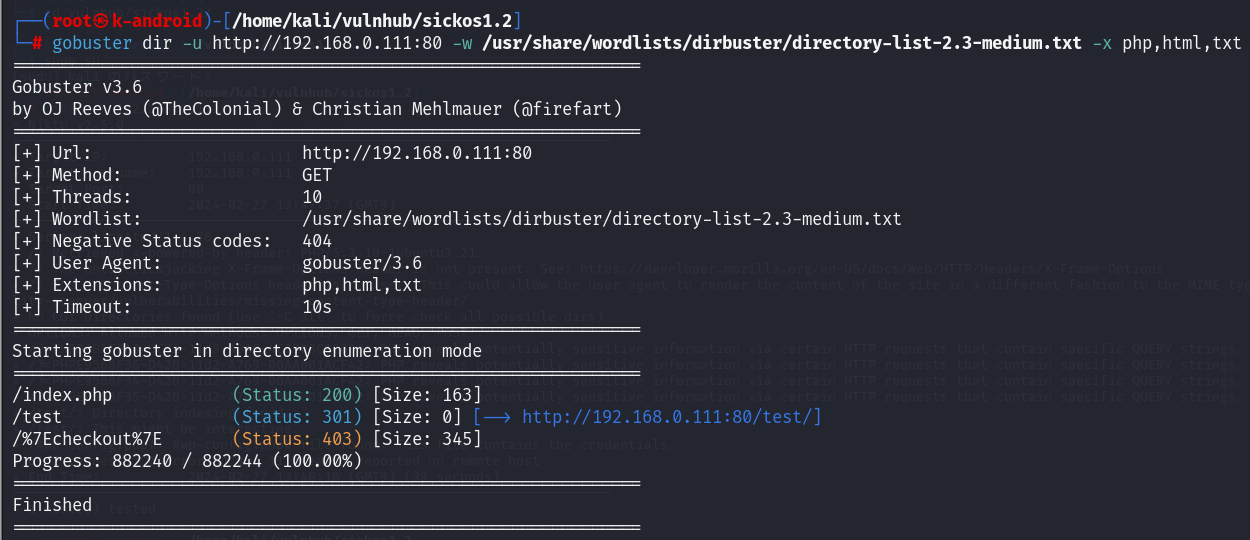 ┌──(root㉿k-android)-[/home/kali/vulnhub/sickos1.2]
└─# gobuster dir -u http://192.168.0.111:80 -w /usr/share/wordlists/dirbuster/directory-list-2.3-medium.txt -x php,html,txt
===============================================================
Gobuster v3.6
by OJ Reeves (@TheColonial) & Christian Mehlmauer (@firefart)
===============================================================
[+] Url:                     http://192.168.0.111:80
[+] Method:                  GET
[+] Threads:                 10
[+] Wordlist:                /usr/share/wordlists/dirbuster/directory-list-2.3-medium.txt
[+] Negative Status codes:   404
[+] User Agent:              gobuster/3.6
[+] Extensions:              php,html,txt
[+] Timeout:                 10s
===============================================================
Starting gobuster in directory enumeration mode
===============================================================
/index.php            (Status: 200) [Size: 163]
/test                 (Status: 301) [Size: 0] [--> http://192.168.0.111:80/test/]
/%7Echeckout%7E       (Status: 403) [Size: 345]
Progress: 882240 / 882244 (100.00%)
===============================================================
Finished
===============================================================